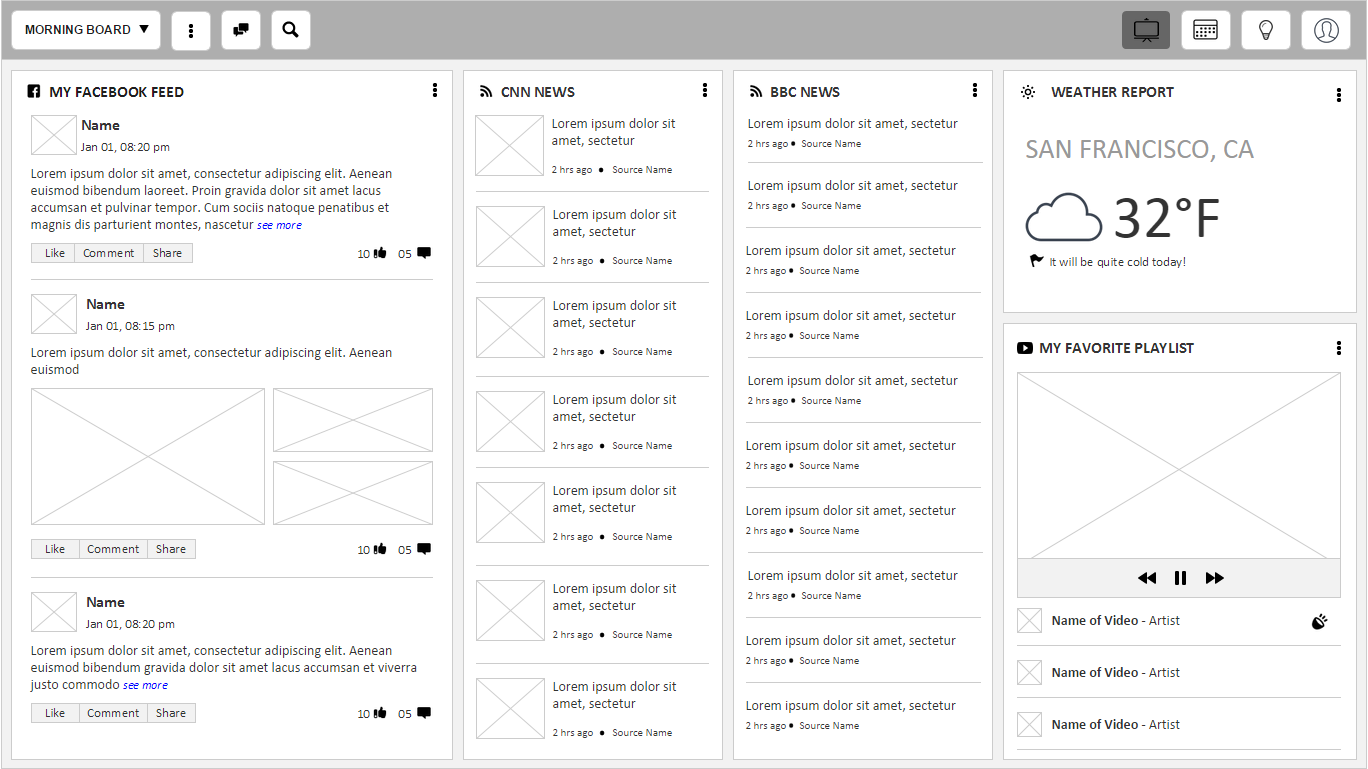 MORNING BOARD
MY FACEBOOK FEED
Name
Jan 01, 08:20 pm
Lorem ipsum dolor sit amet, consectetur adipiscing elit. Aenean
euismod bibendum laoreet. Proin gravida dolor sit amet lacus
accumsan et pulvinar tempor. Cum sociis natoque penatibus et
magnis dis parturient montes, nascetur see more
Like Comment Share 10 05
Name
Jan 01, 08:15 pm
Lorem ipsum dolor sit amet, consectetur adipiscing elit. Aenean
euismod
Like Comment Share 10 05
Name
Jan 01, 08:20 pm
Lorem ipsum dolor sit amet, consectetur adipiscing elit. Aenean
euismod bibendum gravida dolor sit amet lacus accumsan et viverra
justo commodo see more
Like Comment Share 10 05
CNN NEWS
Lorem ipsum dolor sit
amet, sectetur
2 hrs ago ● Source Name
Lorem ipsum dolor sit
amet, sectetur
2 hrs ago ● Source Name
Lorem ipsum dolor sit
amet, sectetur
2 hrs ago ● Source Name
Lorem ipsum dolor sit
amet, sectetur
2 hrs ago ● Source Name
Lorem ipsum dolor sit
amet, sectetur
2 hrs ago ● Source Name
Lorem ipsum dolor sit
amet, sectetur
2 hrs ago ● Source Name
Lorem ipsum dolor sit
amet, sectetur
2 hrs ago ● Source Name
BBC NEWS
Lorem ipsum dolor sit amet, sectetur
2 hrs ago ● Source Name
Lorem ipsum dolor sit amet, sectetur
2 hrs ago ● Source Name
Lorem ipsum dolor sit amet, sectetur
2 hrs ago ● Source Name
Lorem ipsum dolor sit amet, sectetur
2 hrs ago ● Source Name
Lorem ipsum dolor sit amet, sectetur
2 hrs ago ● Source Name
Lorem ipsum dolor sit amet, sectetur
2 hrs ago ● Source Name
Lorem ipsum dolor sit amet, sectetur
2 hrs ago ● Source Name
Lorem ipsum dolor sit amet, sectetur
2 hrs ago ● Source Name
Lorem ipsum dolor sit amet, sectetur
2 hrs ago ● Source Name
Lorem ipsum dolor sit amet, sectetur
2 hrs ago ● Source Name
WEATHER REPORT
SAN FRANCISCO, CA
32°F
It will be quite cold today!
MY FAVORITE PLAYLIST
Name of Video - Artist
Name of Video - Artist
Name of Video - Artist